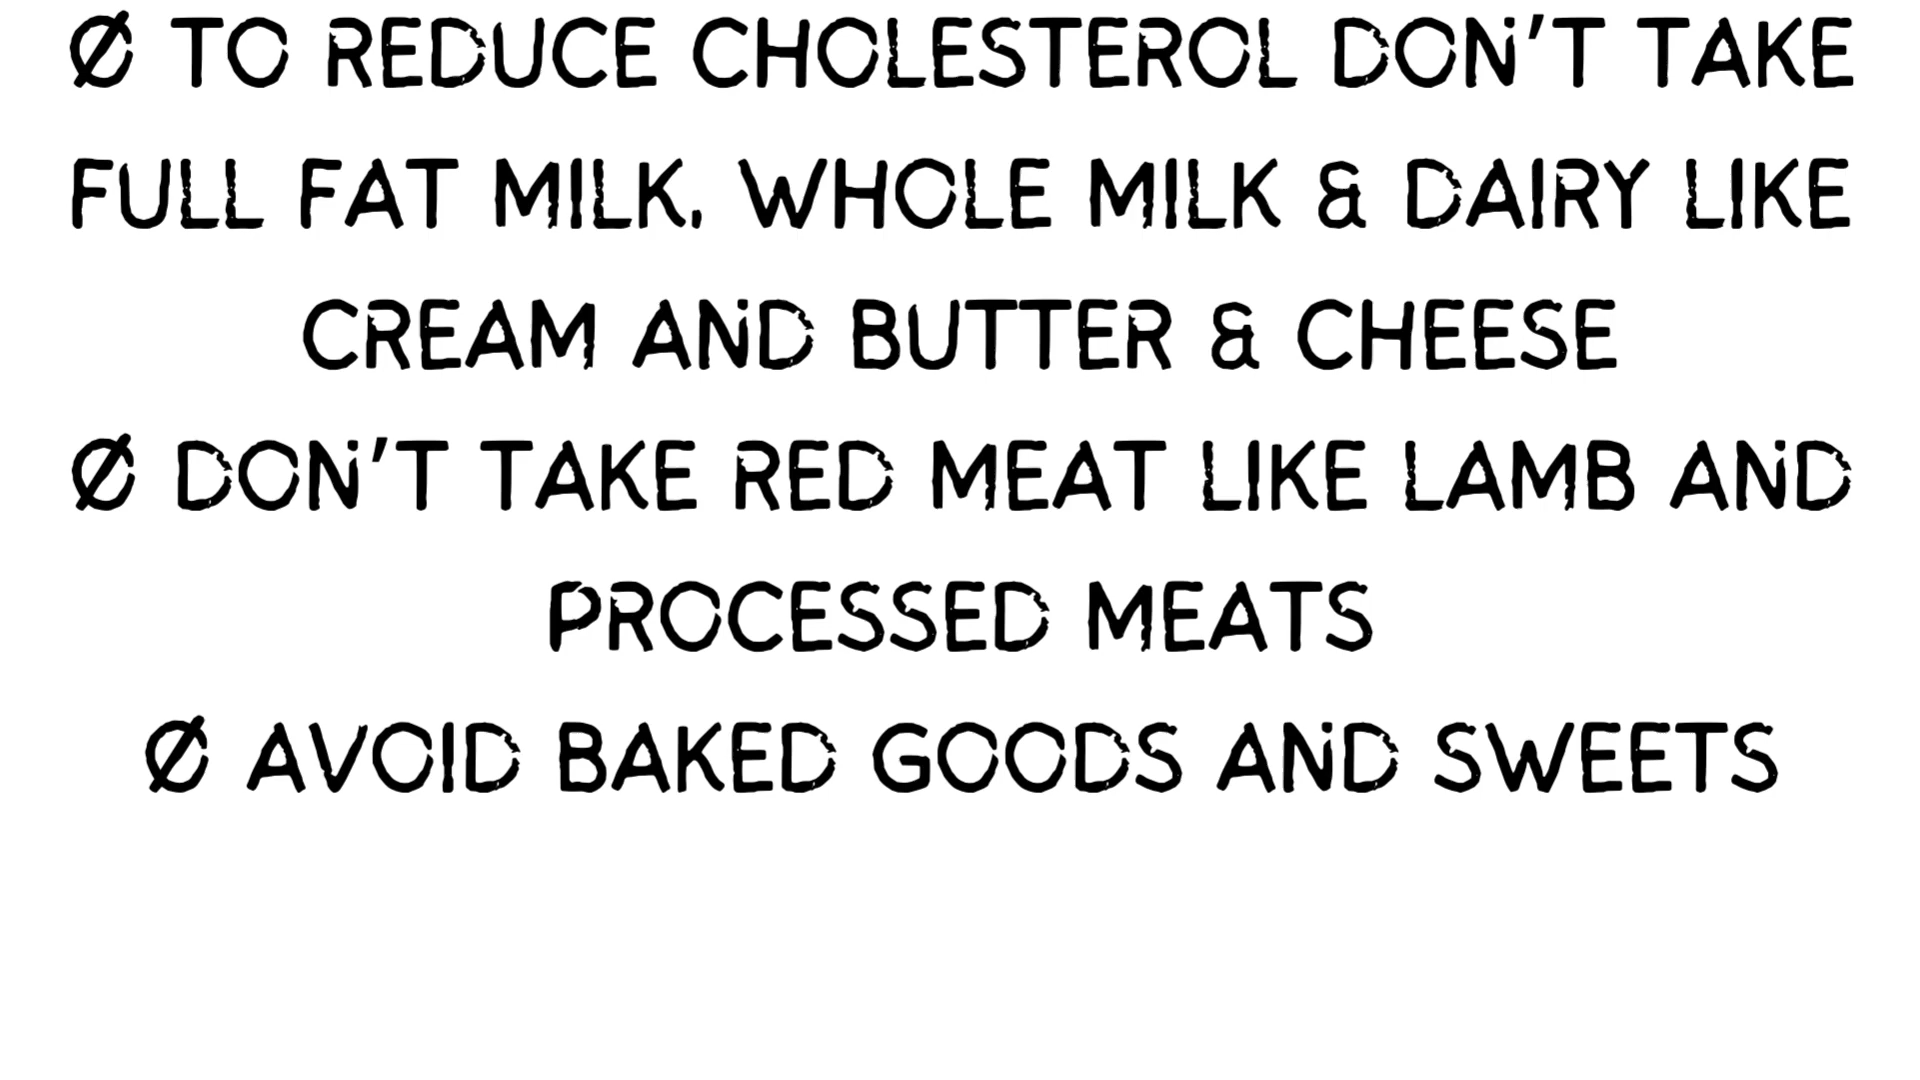 Ø TO REDUCE CHOLESTEROL DON'T TAKE
FULL FAT MILK, WHOLE MILK & DAIRY LIKE
CREAM AND BUTTER & CHEESE
Ø DON'T TAKE RED MEAT LIKE LAMB AND
PROCESSED MEATS
Ø AVOID BAKED GOODS AND SWEETS